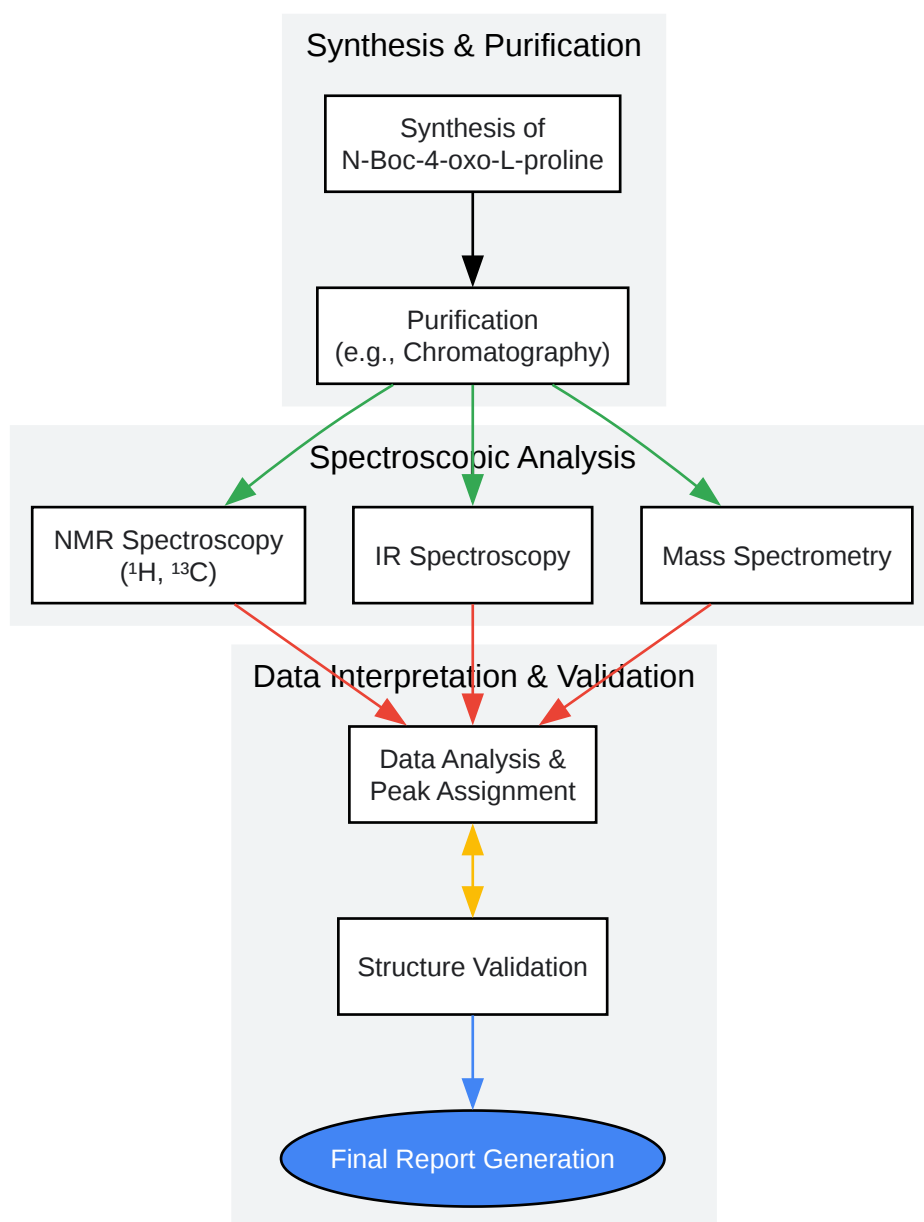 Synthesis & Purification
Synthesis of
N-Boc-4-oxo-L-proline
Purification
(e.g., Chromatography)
Spectroscopic Analysis
NMR Spectroscopy
(¹H, ¹³C)
IR Spectroscopy
Mass Spectrometry
Data Interpretation & Validation
Data Analysis &
Peak Assignment
Structure Validation
Final Report Generation